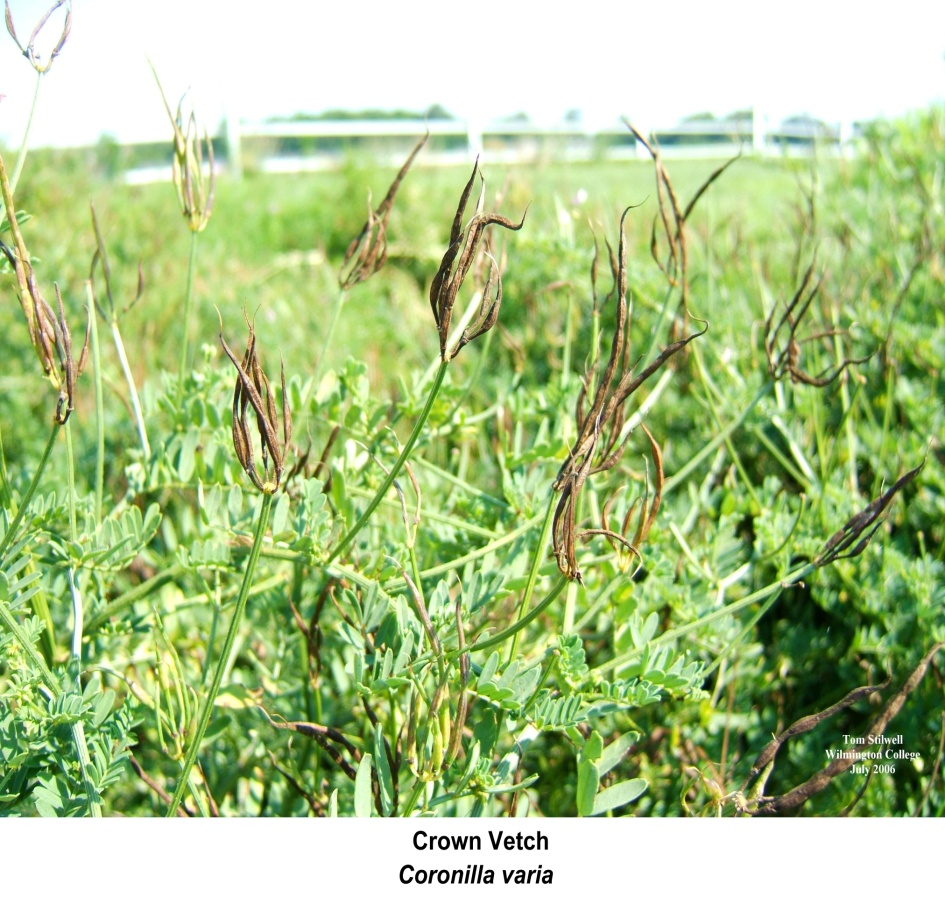 Tom Stilwell
Wilmington College
July 2006
Crown Vetch
Coronilla varia